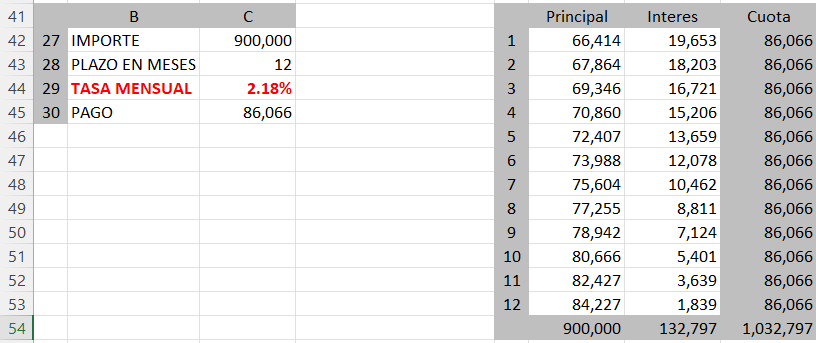 41 B C Principal Interes Cuota
42 27 IMPORTE 900,000 1 66,414 19,653 86,066
43 28 PLAZO EN MESES 12 2 67,864 18,203 86,066
44 29 TASA MENSUAL 2.18% 3 69,346 16,721 86,066
45 30 PAGO 86,066 4 70,860 15,206 86,066
46 5 72,407 13,659 86,066
47 6 73,988 12,078 86,066
48 7 75,604 10,462 86,066
49 8 77,255 8,811 86,066
50 9 78,942 7,124 86,066
51 10 80,666 5,401 86,066
52 11 82,427 3,639 86,066
53 12 84,227 1,839 86,066
54 900,000 132,797 1,032,797